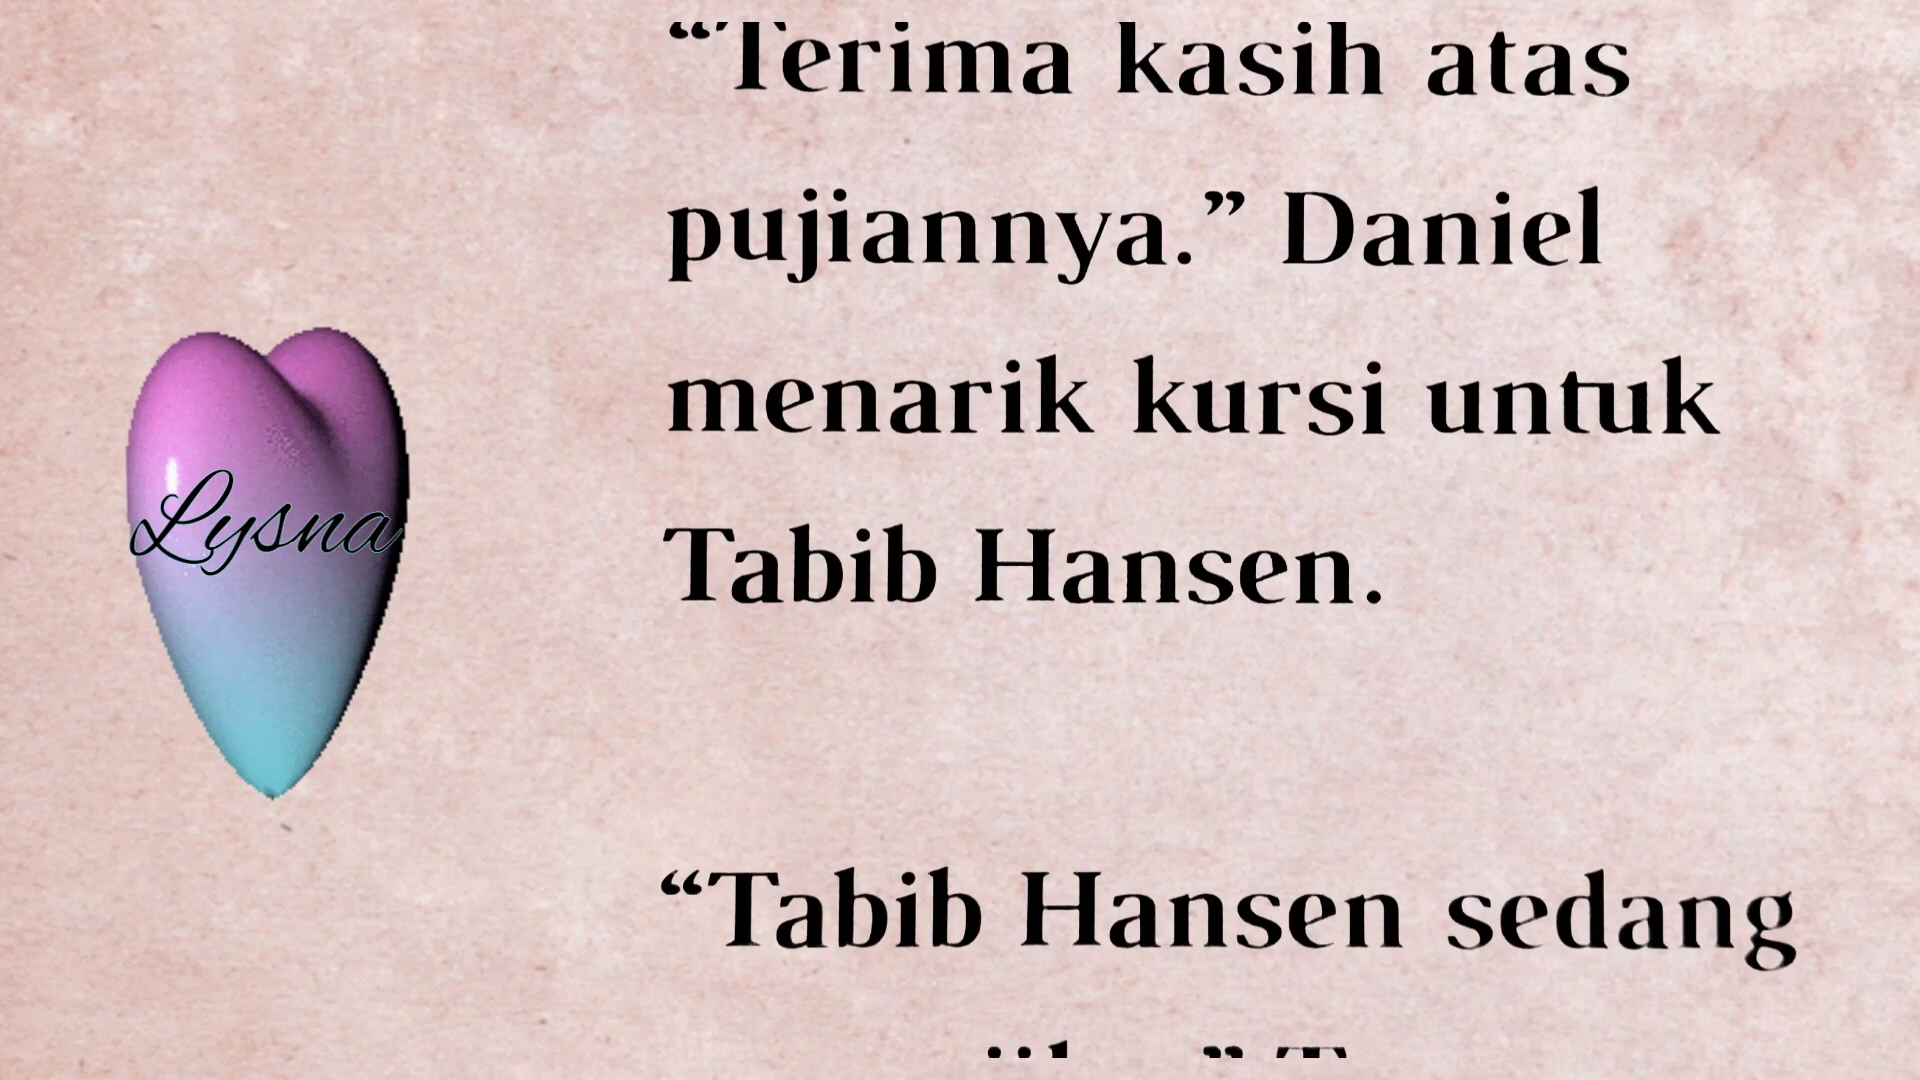 “Terima kasih atas
pujiannya.” Daniel
menarik kursi untuk
Tabib Hansen.
Lysna
“Tabib Hansen sedang